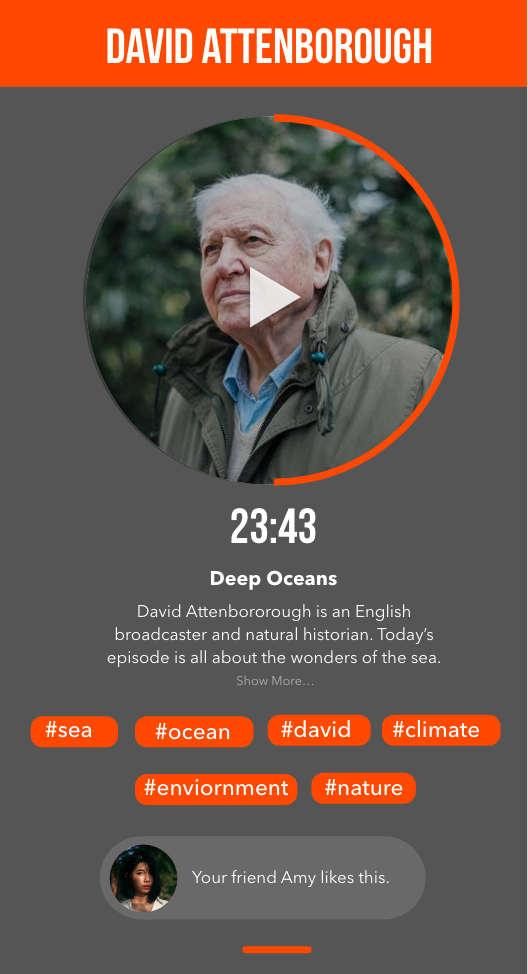 DAVID ATTENBOROUGH
23:43
Deep Oceans
David Attenbororough is an English
broadcaster and natural historian. Today’s
episode is all about the wonders of the sea.
Show More...
#sea #ocean #david #climate
#enviornment #nature
Your friend Amy likes this.